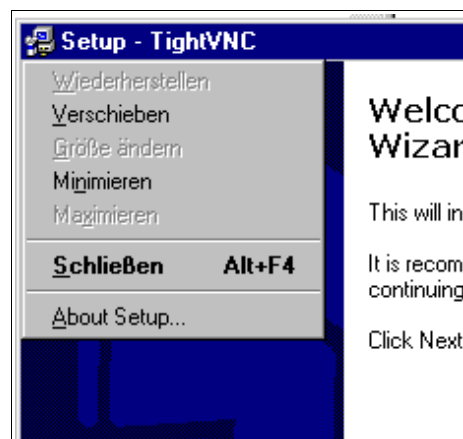 Setup - TightVNC
Wiederherstellen
Verschieben
Größe ändern
Minimieren
Maximieren
Schließen Alt+F4
About Setup...
Welco
Wizar
This will in
It is recom
continuing
Click Next